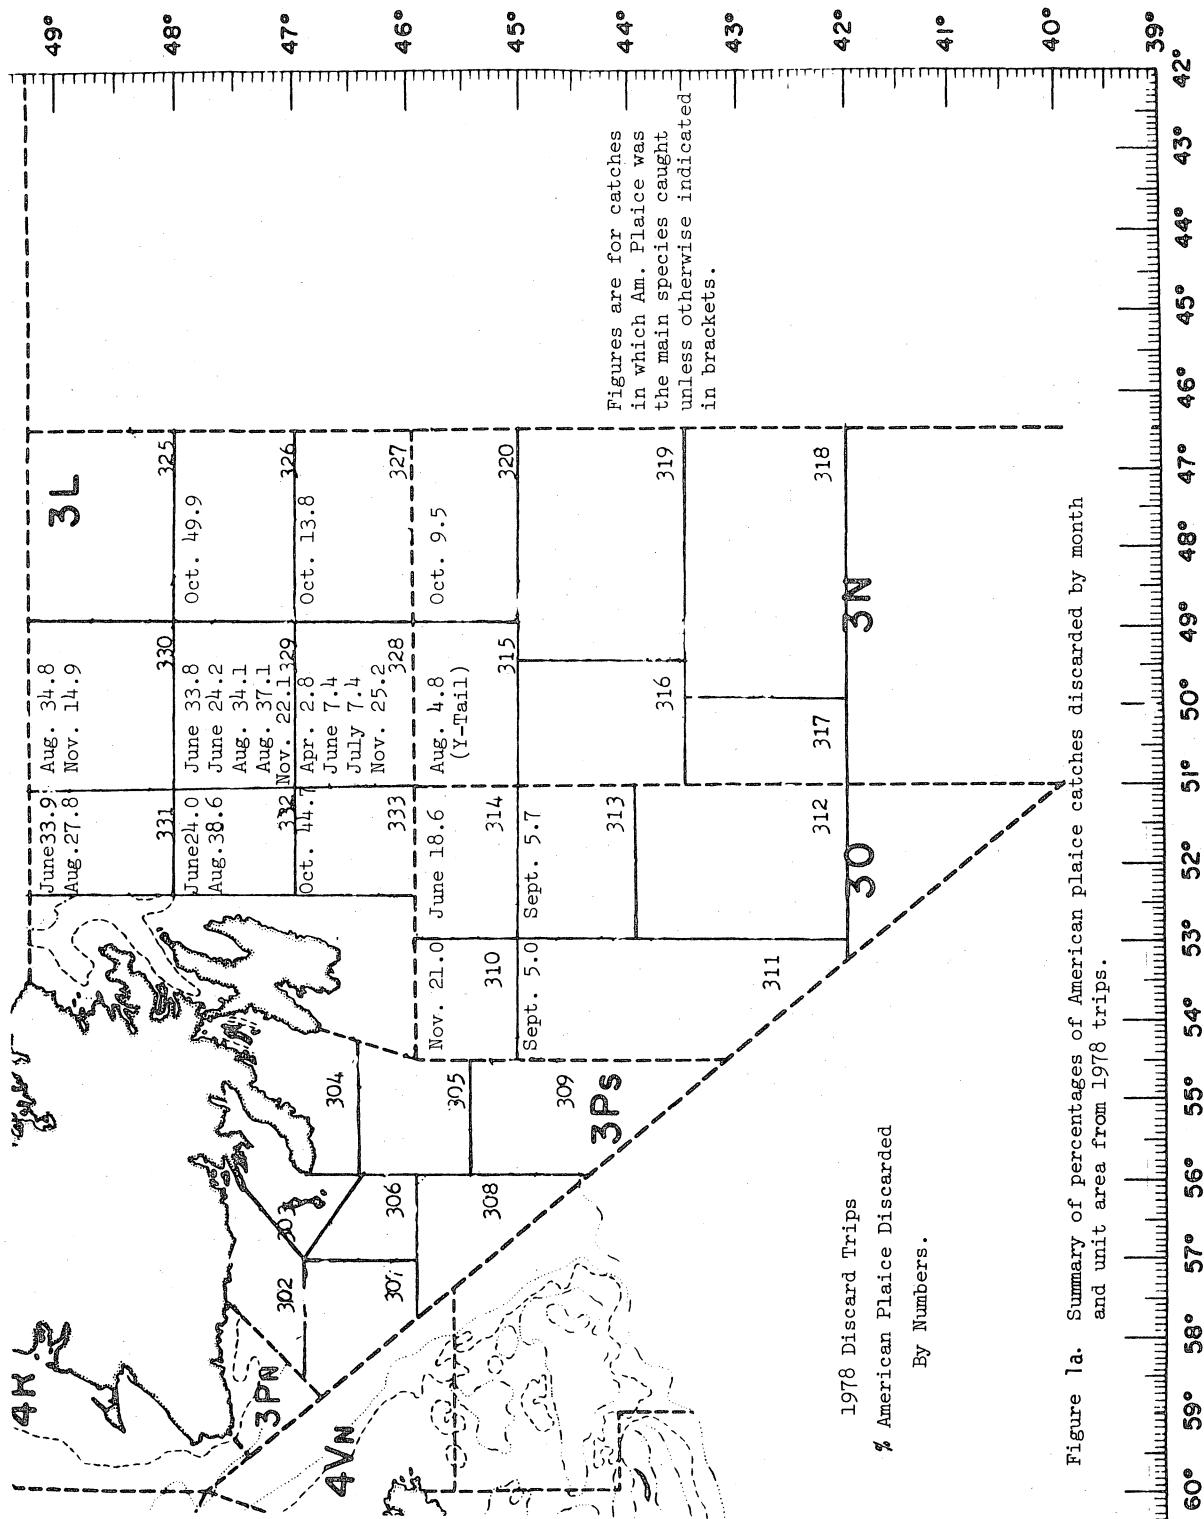 49°
48°
47°
46°
45°
44°
43°
42°
41°
40°
39°
4R
3PN
4VN
3L
3Ps
3O
3N
June33.9
Aug.27.8
331
Aug. 34.8
Nov. 14.9
330
325
June24.0
Aug.38.6
332
June 33.8
June 24.2
Aug. 34.1
Aug. 37.1
Nov. 22.1
329
Oct. 49.9
326
Oct. 44.7
333
Apr. 2.8
June 7.4
July 7.4
Nov. 25.2
328
Oct. 13.8
327
Nov. 21.0
310
June 18.6
314
Aug. 4.8
(Y-Tail)
315
Oct. 9.5
320
Sept. 5.0
311
Sept. 5.7
313
312
316
319
317
318
302
303
304
305
306
307
308
309
Figures are for catches
in which Am. Plaice was
the main species caught
unless otherwise indicated
in brackets.
1978 Discard Trips
% American Plaice Discarded
By Numbers.
60° 59° 58° 57° 56° 55° 54° 53° 52° 51° 50° 49° 48° 47° 46° 45° 44° 43° 42°
Figure 1a. Summary of percentages of American plaice catches discarded by month
and unit area from 1978 trips.